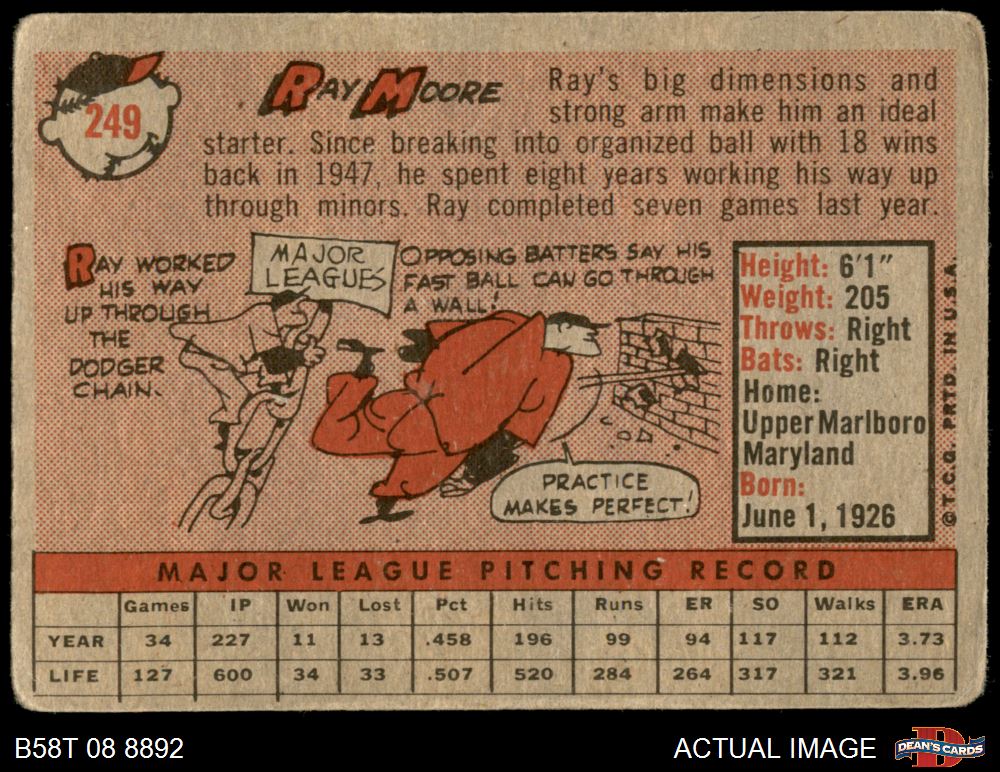 249
RAY MOORE
Ray's big dimensions and
strong arm make him an ideal
starter. Since breaking into organized ball with 18 wins
back in 1947, he spent eight years working his way up
through minors. Ray completed seven games last year.
RAY WORKED
HIS WAY
UP THROUGH
THE
DODGER
CHAIN.
MAJOR
LEAGUES
OPPOSING BATTERS SAY HIS
FAST BALL CAN GO THROUGH
A WALL!
PRACTICE
MAKES PERFECT!
Height: 6'1"
Weight: 205
Throws: Right
Bats: Right
Home:
Upper Marlboro
Maryland
Born:
June 1, 1926
© T.C.G. PRTD. IN U.S.A.
MAJOR LEAGUE PITCHING RECORD
Games IP Won Lost Pct Hits Runs ER SO Walks ERA
YEAR 34 227 11 13 .458 196 99 94 117 112 3.73
LIFE 127 600 34 33 .507 520 284 264 317 321 3.96
B58T 08 8892
ACTUAL IMAGE
D
DEAN'S CARDS